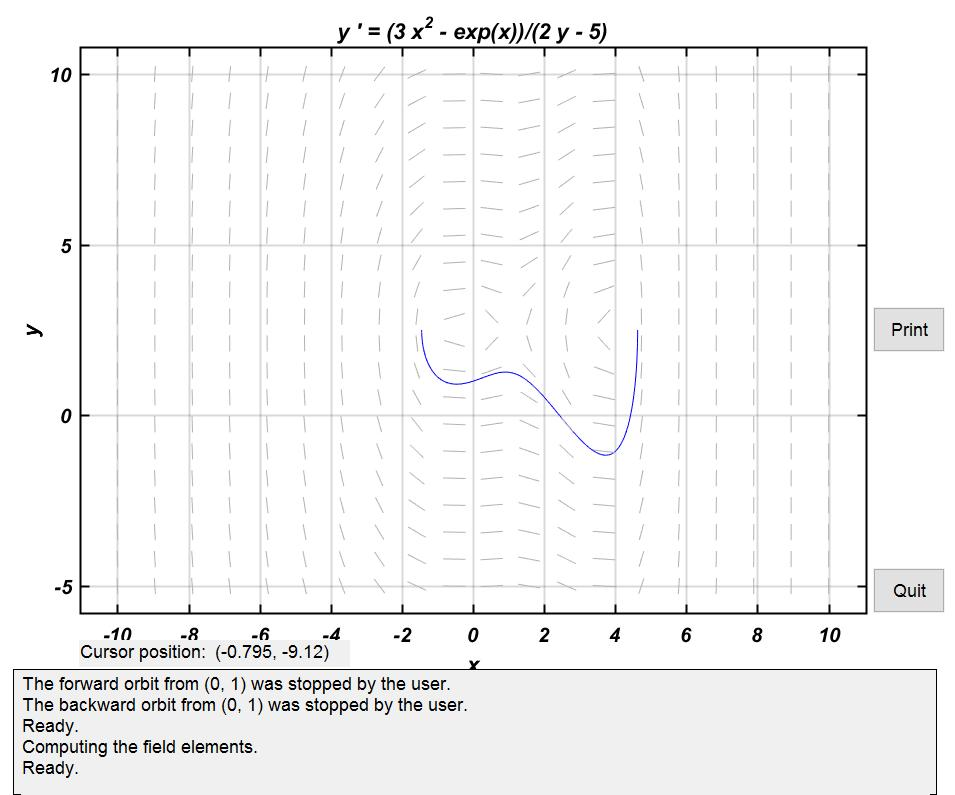 y ' = (3 x² - exp(x))/(2 y - 5)
10
5
0
-5
y
Print
Quit
-10 -8 -6 -4 -2 0 2 4 6 8 10
x
Cursor position: (-0.795, -9.12)
The forward orbit from (0, 1) was stopped by the user.
The backward orbit from (0, 1) was stopped by the user.
Ready.
Computing the field elements.
Ready.